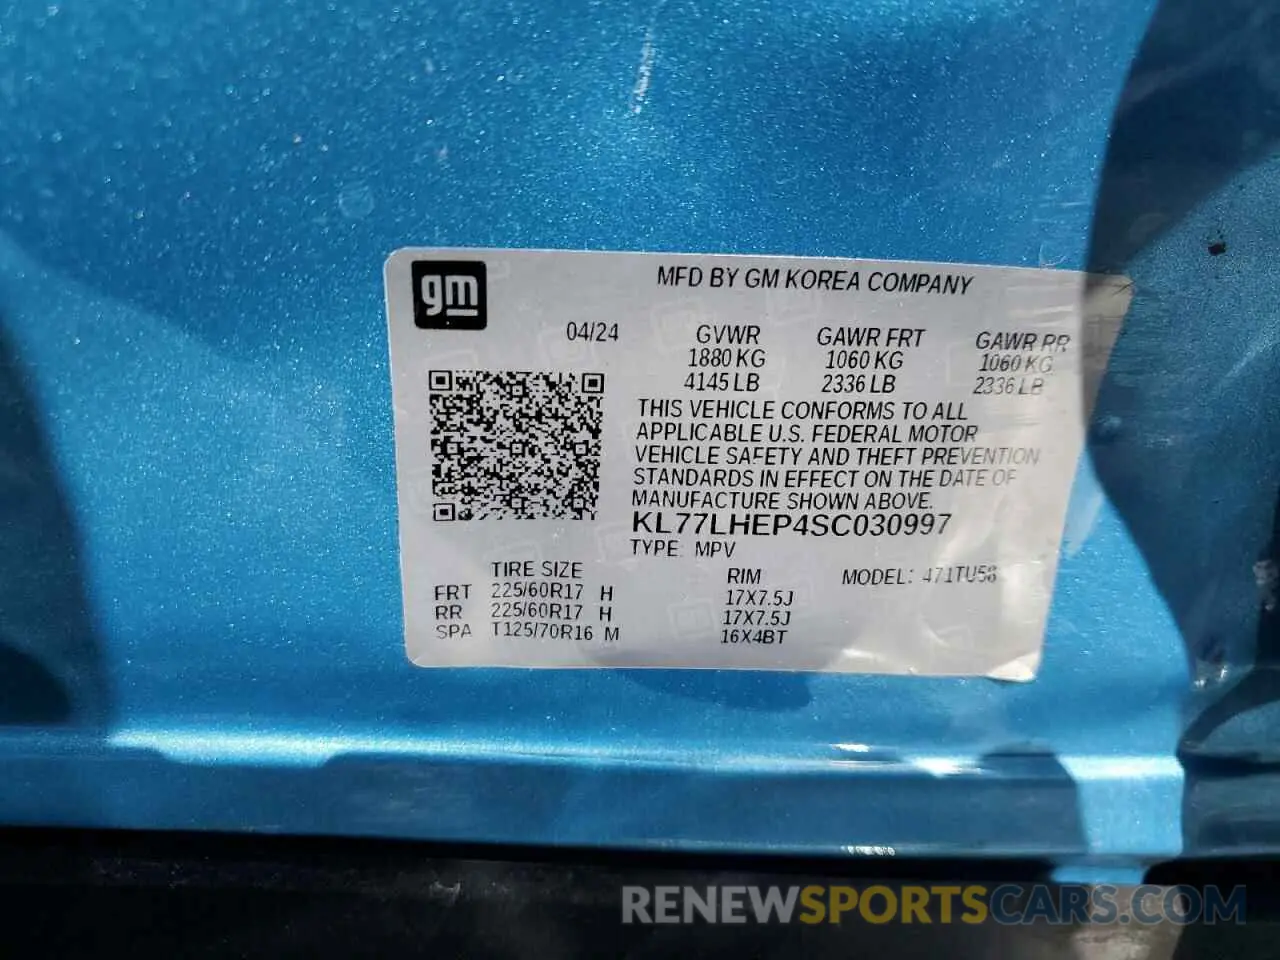 gm
MFD BY GM KOREA COMPANY
04/24
GVWR GAWR FRT GAWR RR
1880 KG 1060 KG 1060 KG
4145 LB 2336 LB 2336 LB
THIS VEHICLE CONFORMS TO ALL
APPLICABLE U.S. FEDERAL MOTOR
VEHICLE SAFETY AND THEFT PREVENTION
STANDARDS IN EFFECT ON THE DATE OF
MANUFACTURE SHOWN ABOVE.
KL77LHEP4SC030997
TYPE: MPV
TIRE SIZE RIM MODEL: 471TU58
FRT 225/60R17 H 17X7.5J
RR 225/60R17 H 17X7.5J
SPA T125/70R16 M 16X4BT
RENEWSPORTSCARS.COM